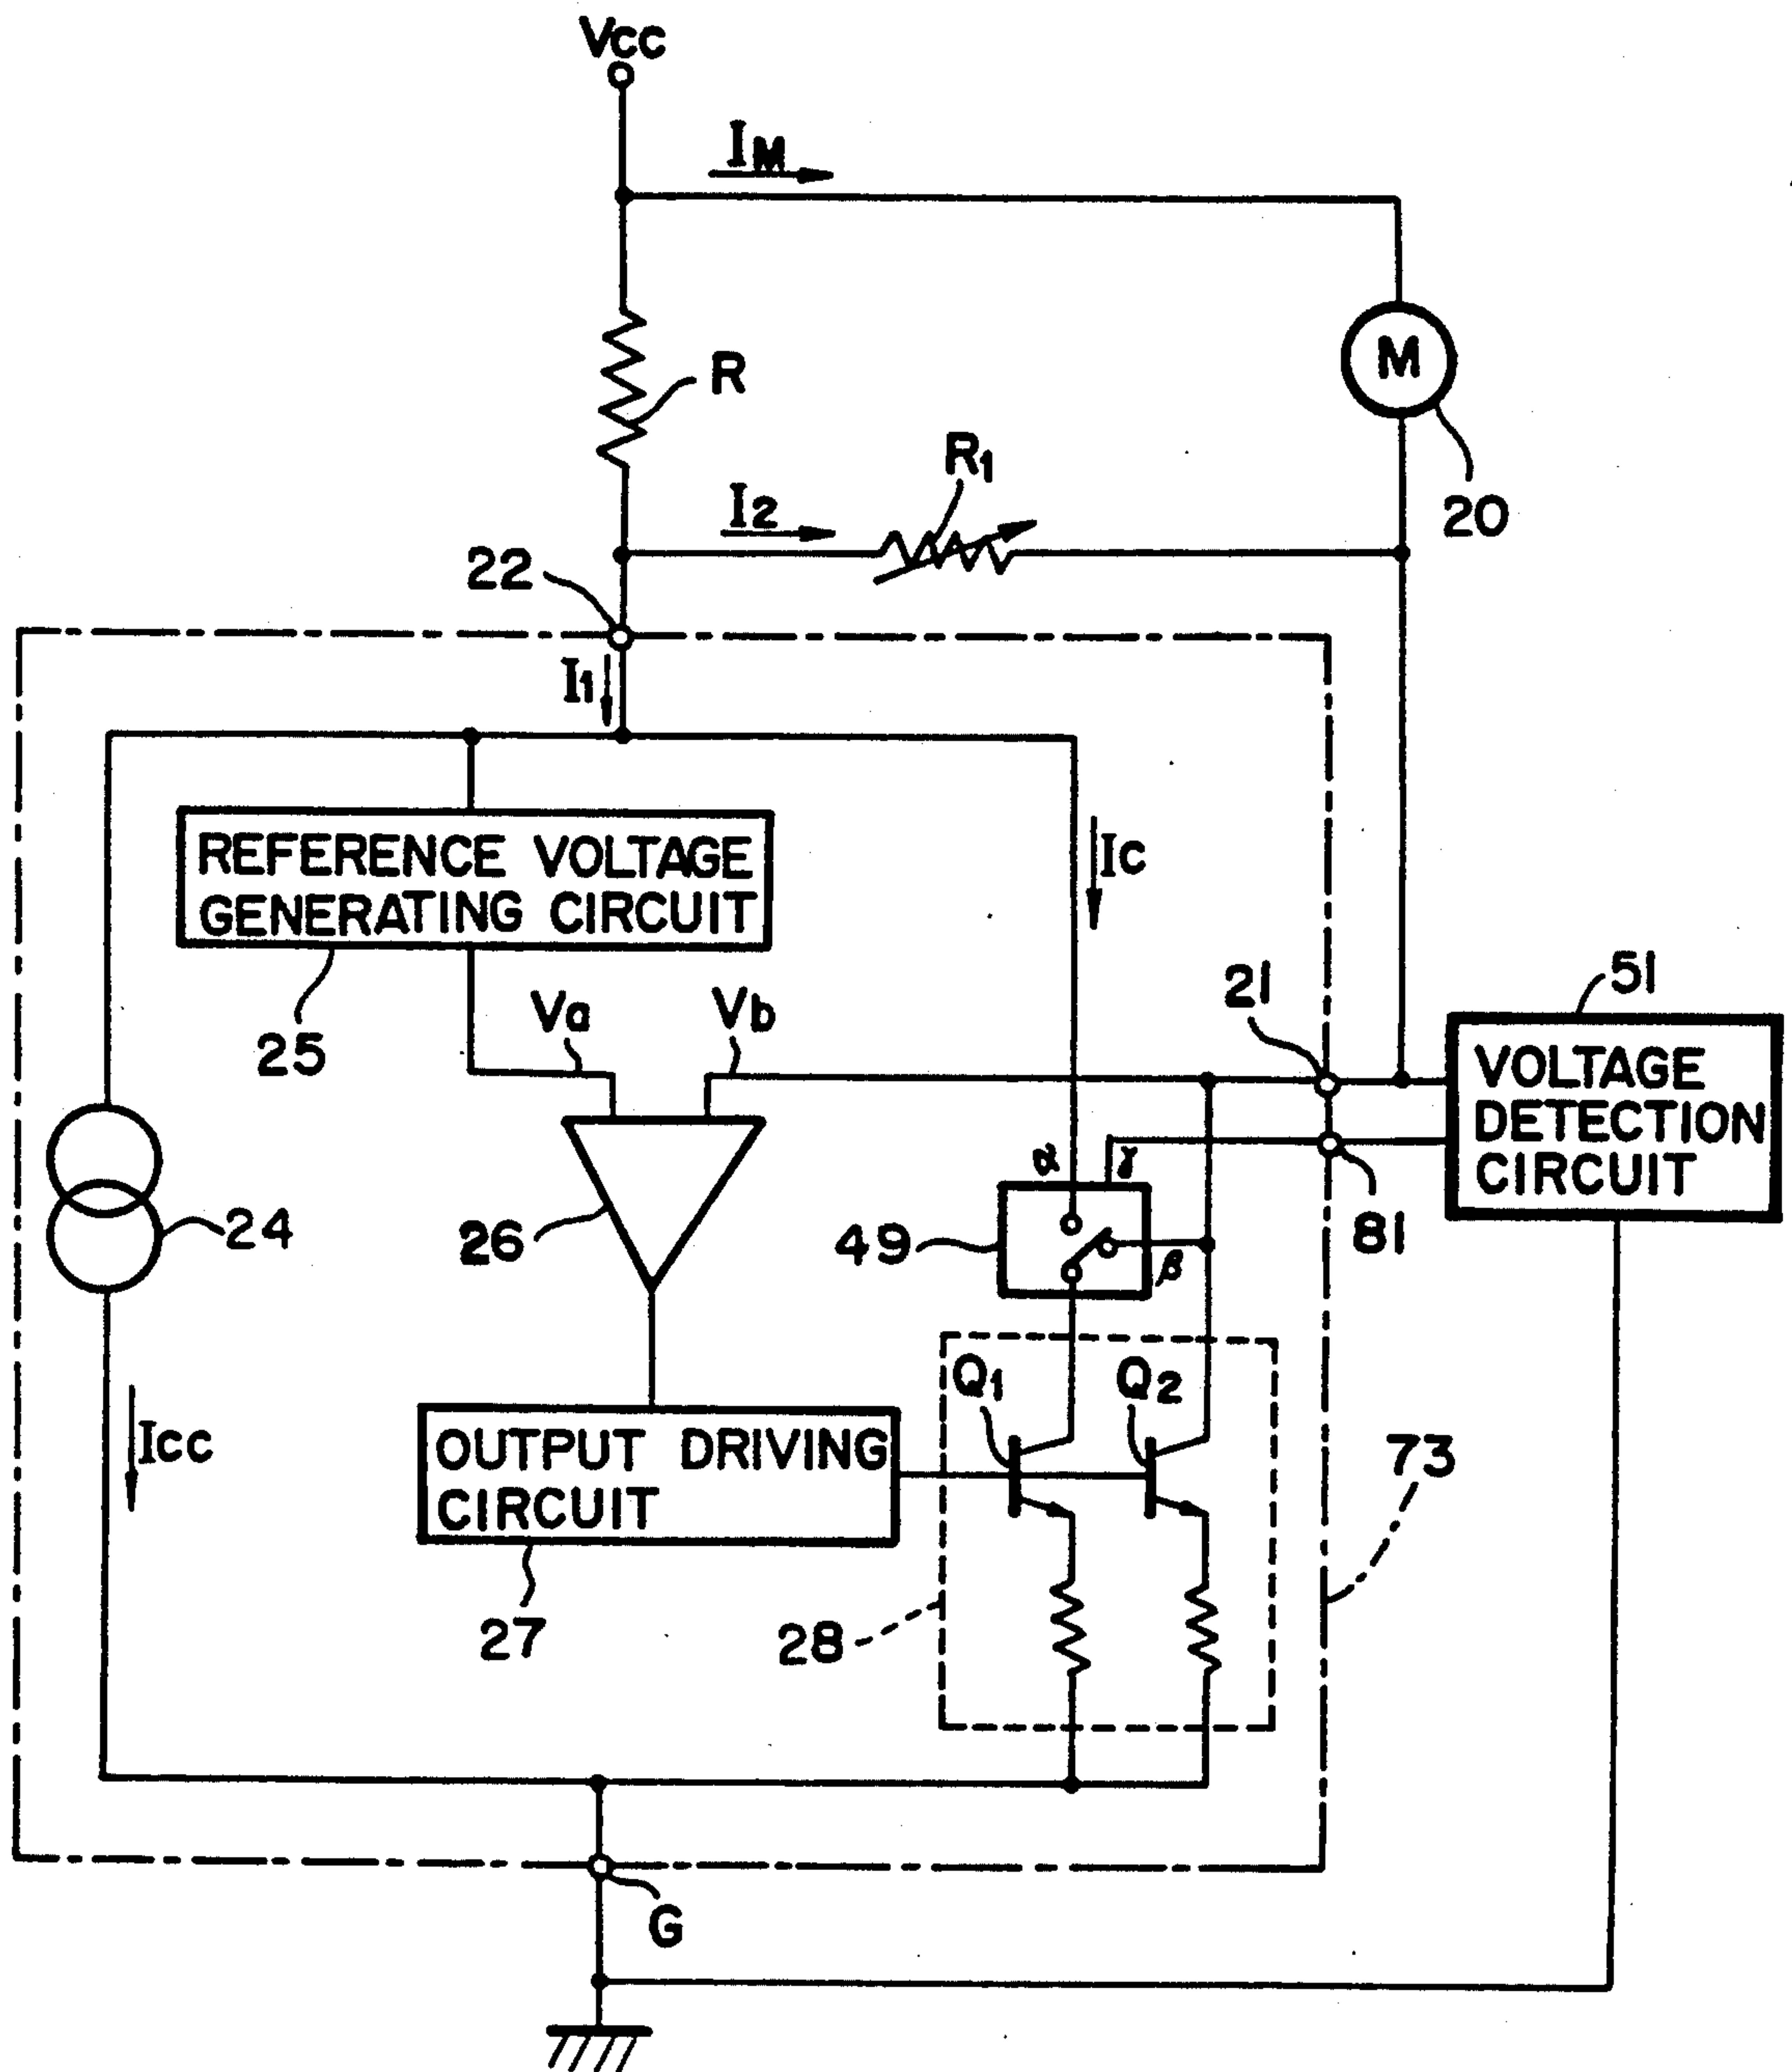 Vcc
IM
M
R
R1
20
I2
22
I1
REFERENCE VOLTAGE
GENERATING CIRCUIT
Ic
25
Va
Vb
21
51
VOLTAGE
DETECTION
CIRCUIT
α
γ
24
26
49
β
81
Q1
Q2
Icc
OUTPUT DRIVING
CIRCUIT
73
27
28
G